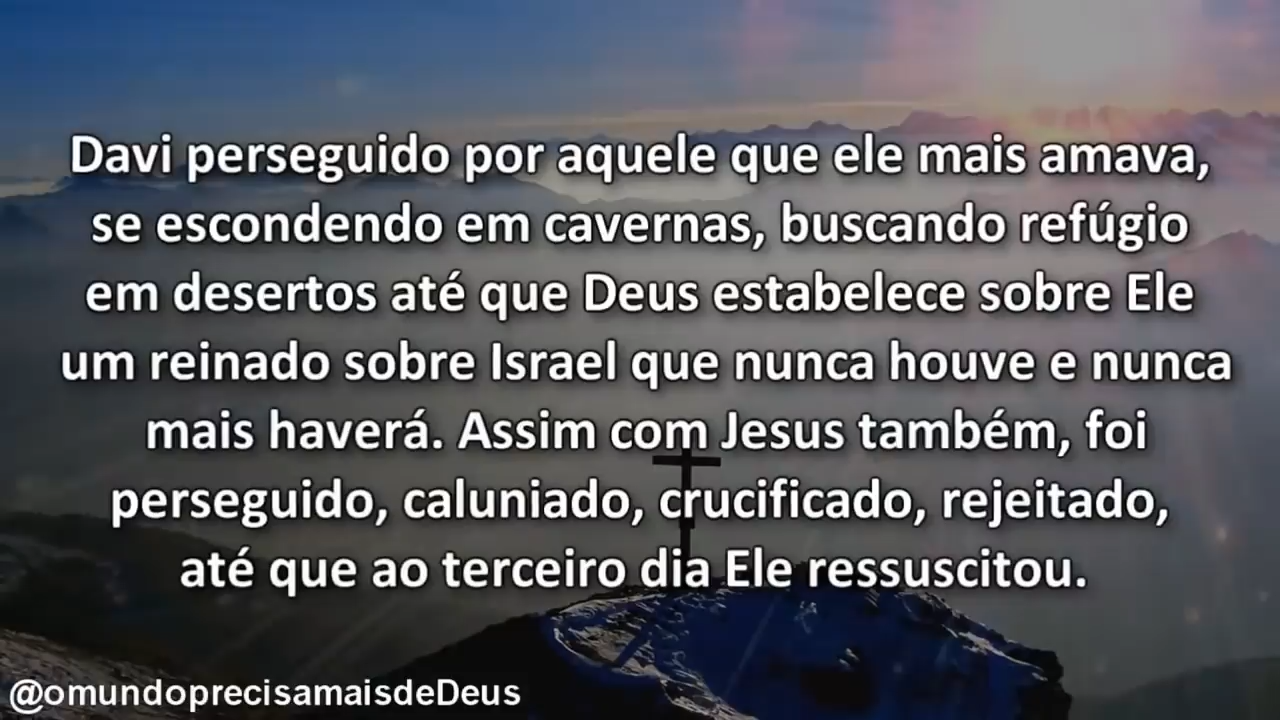 Davi perseguido por aquele que ele mais amava,
se escondendo em cavernas, buscando refúgio
em desertos até que Deus estabelece sobre Ele
um reinado sobre Israel que nunca houve e nunca
mais haverá. Assim com Jesus também, foi
perseguido, caluniado, crucificado, rejeitado,
até que ao terceiro dia Ele ressuscitou.
@omundoprecisamaisdeDeus